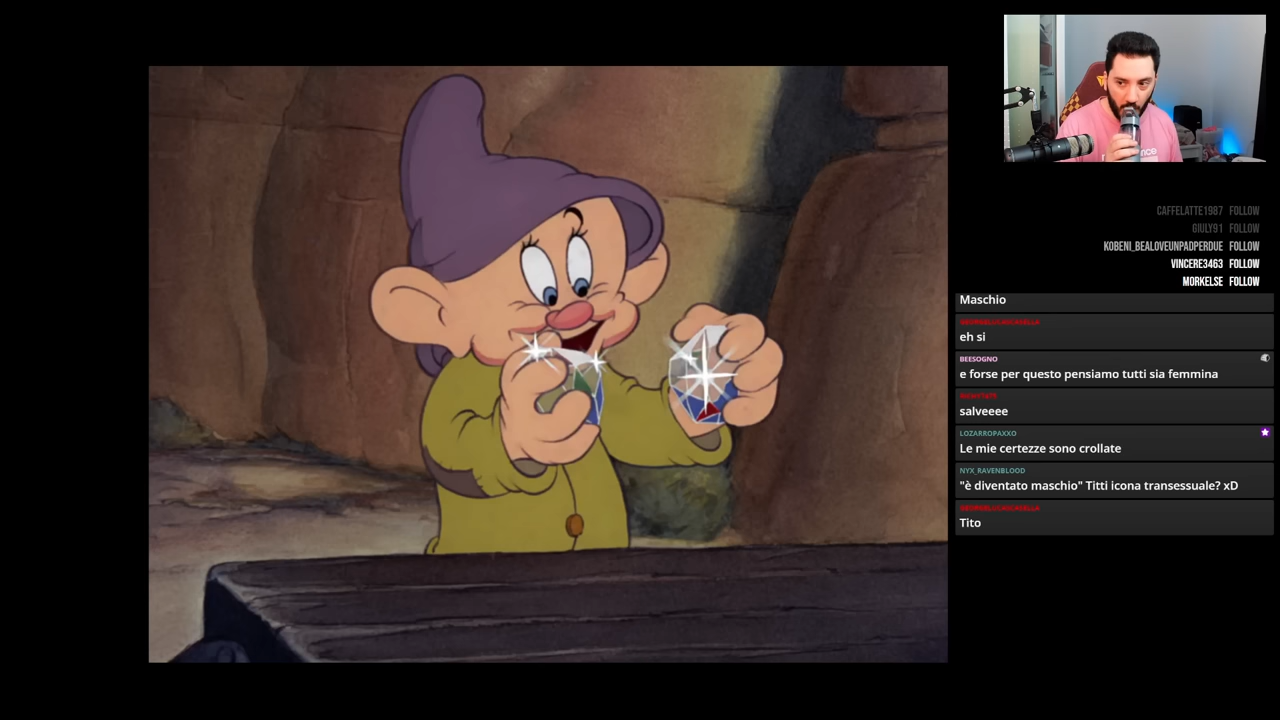 CAFFELATTE1987 FOLLOW
GIULY91 FOLLOW
KOBENI_BEALOVEUNPADPERDUE FOLLOW
VINCERE3463 FOLLOW
MORKELSE FOLLOW
Maschio
eh si
BEESOGNO
e forse per questo pensiamo tutti sia femmina
salveeee
LOZARROPAXXO
Le mie certezze sono crollate
NYX_RAVENBLOOD
"è diventato maschio" Titti icona transessuale? xD
Tito